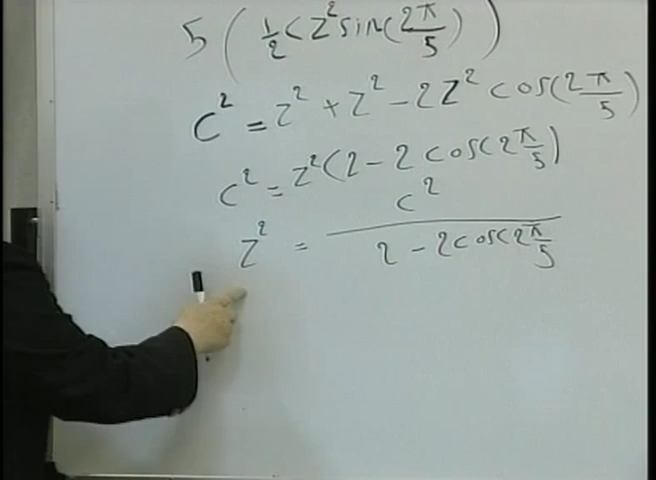 5 ( 1/2 ( Z² sin( 2π/5 ) )
C² = Z² + Z² - 2Z² cos( 2π/5 )
C² = Z² ( 2 - 2 cos( 2π/5 )
Z² = C² / 2 - 2cos( 2π/5